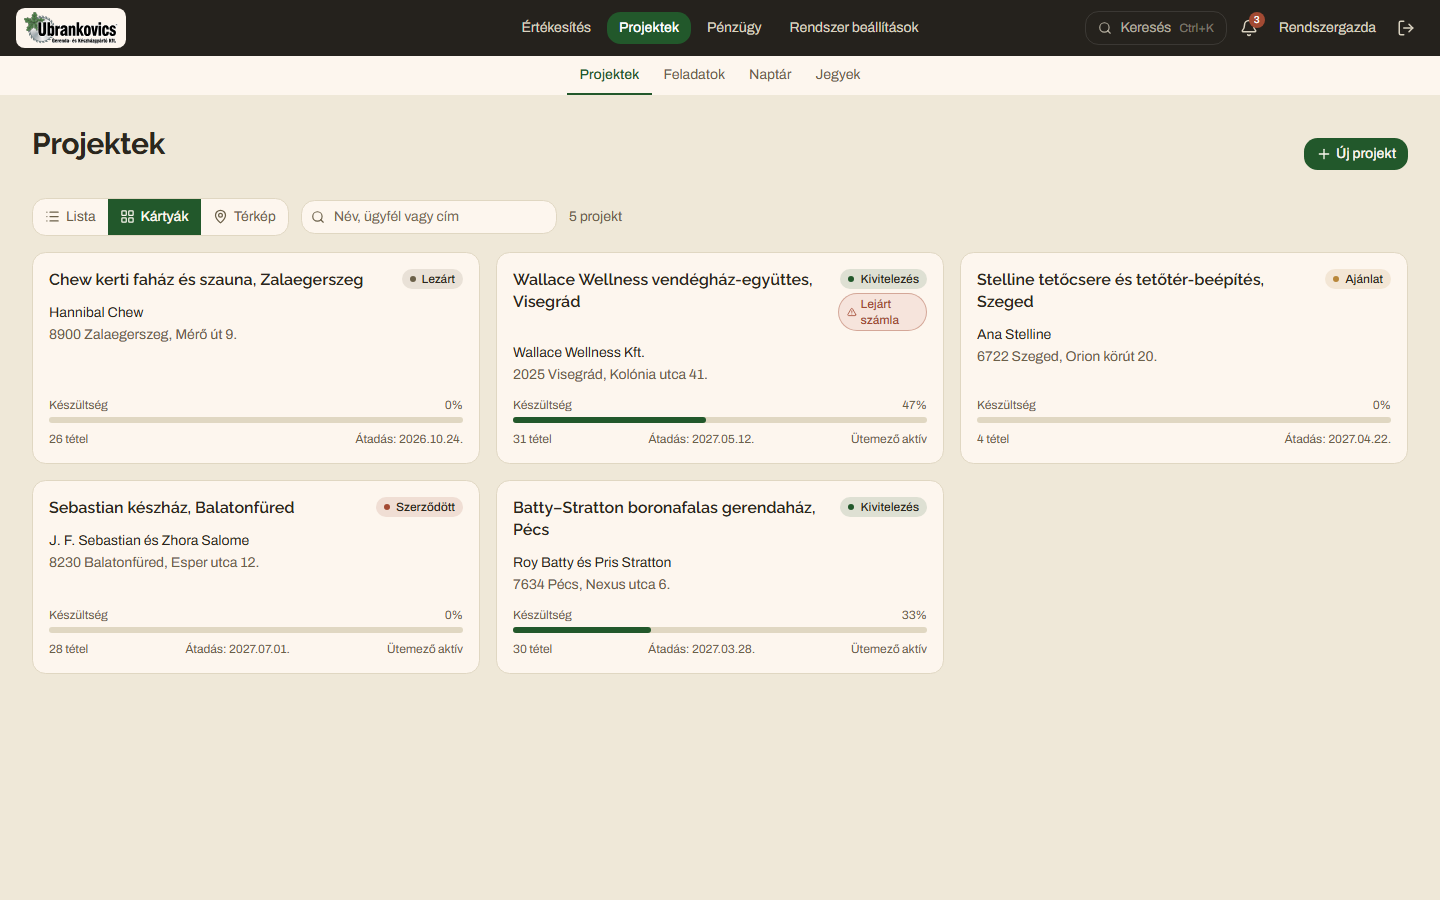 Ubrankovics
Gerenda- és Készházgyártó Kft.
Értékesítés Projektek Pénzügy Rendszer beállítások Keresés Ctrl+K 3 Rendszergazda
Projektek Feladatok Naptár Jegyek
Projektek
+ Új projekt
Lista Kártyák Térkép Név, ügyfél vagy cím 5 projekt
Chew kerti faház és szauna, Zalaegerszeg Lezárt
Hannibal Chew
8900 Zalaegerszeg, Mérő út 9.
Készültség 0%
26 tétel Átadás: 2026.10.24.
Wallace Wellness vendégház-együttes, Kivitelezés
Visegrád Lejárt
számla
Wallace Wellness Kft.
2025 Visegrád, Kolónia utca 41.
Készültség 47%
31 tétel Átadás: 2027.05.12. Ütemező aktív
Stelline tetőcsere és tetőtér-beépítés, Ajánlat
Szeged
Ana Stelline
6722 Szeged, Orion körút 20.
Készültség 0%
4 tétel Átadás: 2027.04.22.
Sebastian készház, Balatonfüred Szerződött
J. F. Sebastian és Zhora Salome
8230 Balatonfüred, Esper utca 12.
Készültség 0%
28 tétel Átadás: 2027.07.01. Ütemező aktív
Batty–Stratton boronafalas gerendaház, Kivitelezés
Pécs
Roy Batty és Pris Stratton
7634 Pécs, Nexus utca 6.
Készültség 33%
30 tétel Átadás: 2027.03.28. Ütemező aktív